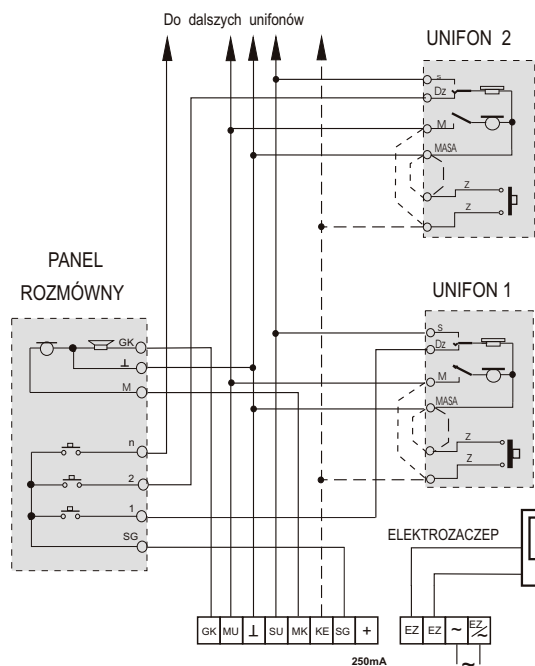 Do dalszych unifonów
UNIFON 2
s
Dz
M
MASA
Z
Z
PANEL
ROZMÓWNY
GK
⊥
M
n
2
1
SG
UNIFON 1
s
Dz
M
MASA
Z
Z
ELEKTROZACZEP
GK MU ⊥ SU MK KE SG +
EZ EZ ~ EZ ~
250mA
~